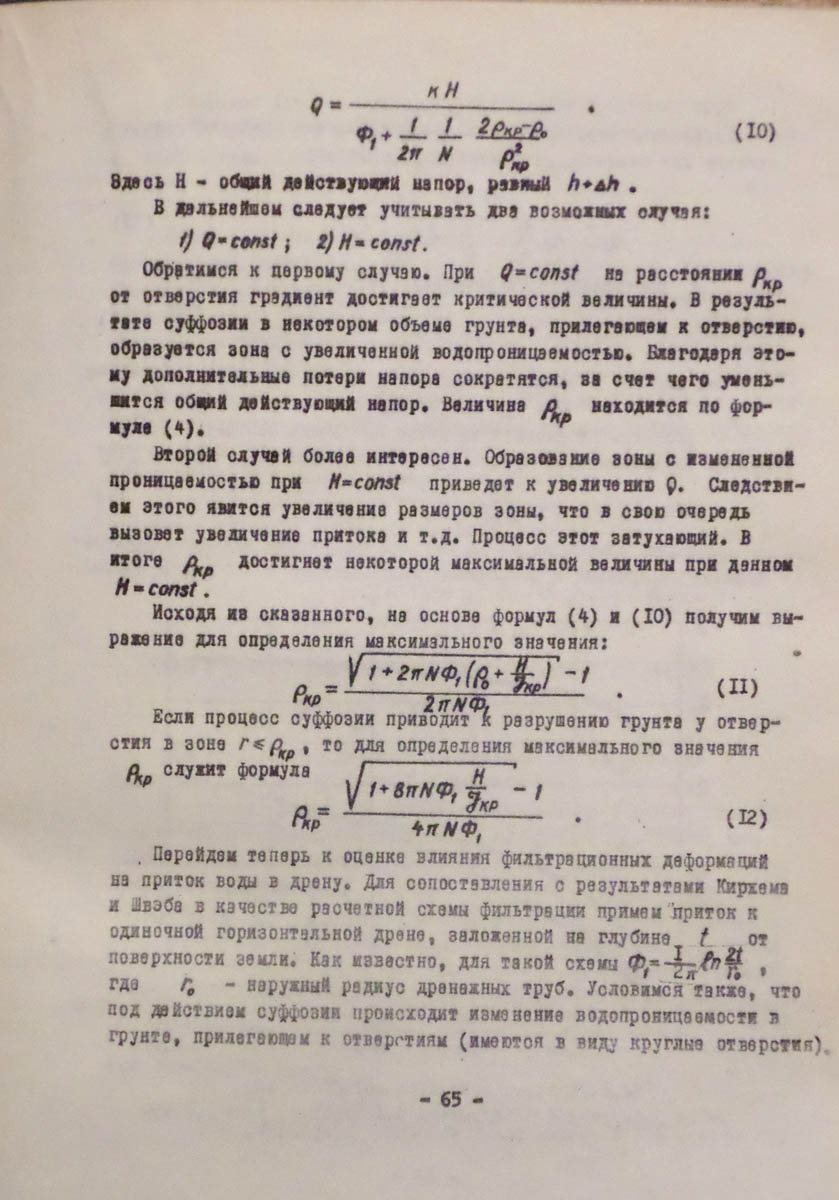 Q = кН / (Ф₁ + 1/2π 1/N (2ρкр-ρ₀)/ρ²кр) . (I0)
Здесь Н - общий действующий напор, равный h+Δh .
В дальнейшем следует учитывать два возможных случая:
1) Q=const ; 2) H=const.
Обратимся к первому случаю. При Q=const на расстоянии ρкр
от отверстия градиент достигает критической величины. В резуль-
тате суффозии в некотором объеме грунта, прилегающем к отверстию,
образуется зона с увеличенной водопроницаемостью. Благодаря это-
му дополнительные потери напора сократятся, за счет чего умень-
шится общий действующий напор. Величина ρкр находится по фор-
муле (4).
Второй случай более интересен. Образование зоны с измененной
проницаемостью при H=const приведет к увеличению Q. Следстви-
ем этого явится увеличение размеров зоны, что в свою очередь
вызовет увеличение притока и т.д. Процесс этот затухающий. В
итоге ρкр достигнет некоторой максимальной величины при данном
H=const .
Исходя из сказанного, на основе формул (4) и (I0) получим вы-
ражение для определения максимального значения:
ρкр = (√(1+2πNФ₁(ρ₀ + H/Jкр)) - 1) / 2πNФ₁ . (II)
Если процесс суффозии приводит к разрушению грунта у отвер-
стия в зоне r≤ρкр , то для определения максимального значения
ρкр служит формула
ρкр = (√(1+8πNФ₁ H/Jкр) - 1) / 4πNФ₁ . (I2)
Перейдем теперь к оценке влияния фильтрационных деформаций
на приток воды в дрену. Для сопоставления с результатами Кирхема
и Швэба в качестве расчетной схемы фильтрации примем приток к
одиночной горизонтальной дрене, заложенной на глубине t от
поверхности земли. Как известно, для такой схемы Ф₁= 1/2π ln 2t/r₀ ,
где r₀ - наружный радиус дренажных труб. Условимся также, что
под действием суффозии происходит изменение водопроницаемости в
грунте, прилегающем к отверстиям (имеются в виду круглые отверстия).
- 65 -